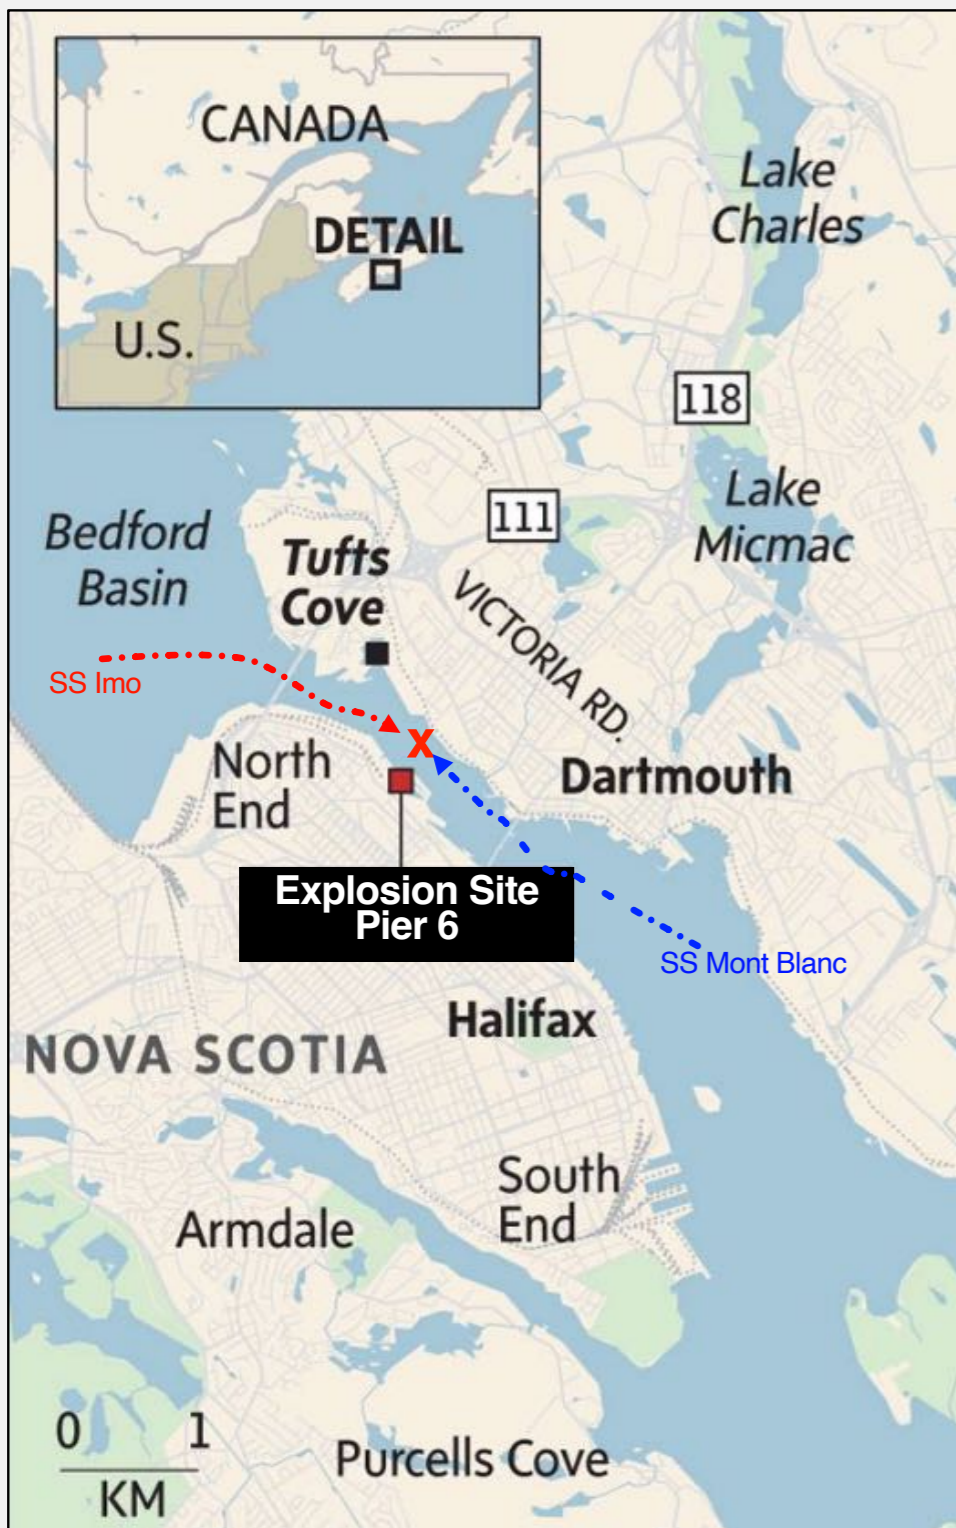 CANADA
DETAIL
U.S.
Lake
Charles
118
Lake
Micmac
111
Bedford
Basin
Tufts
Cove
VICTORIA RD.
SS Imo
X
North
End
Dartmouth
Explosion Site
Pier 6
SS Mont Blanc
Halifax
NOVA SCOTIA
South
End
Armdale
0 1
KM
Purcells Cove